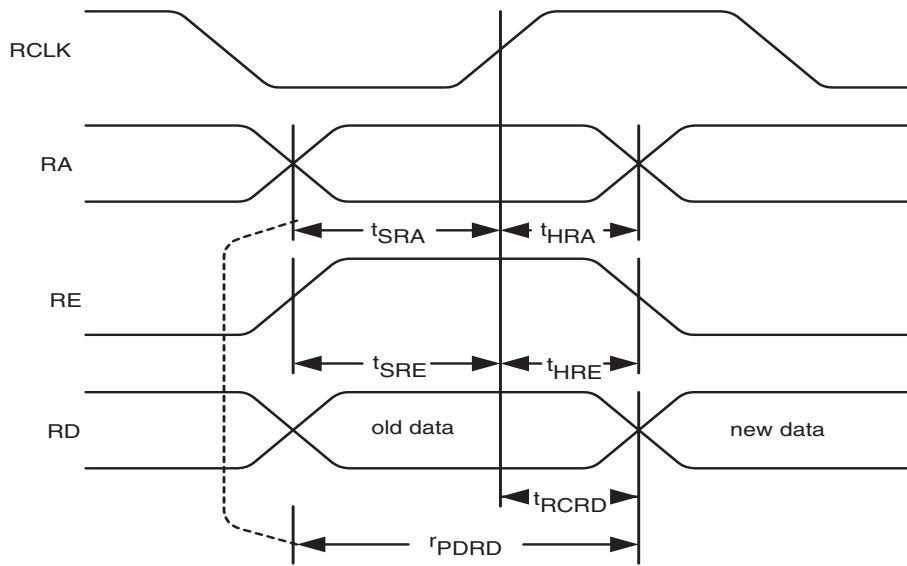 RCLK
RA
tSRA tHRA
RE
tSRE tHRE
RD old data new data
tRCRD
rPDRD